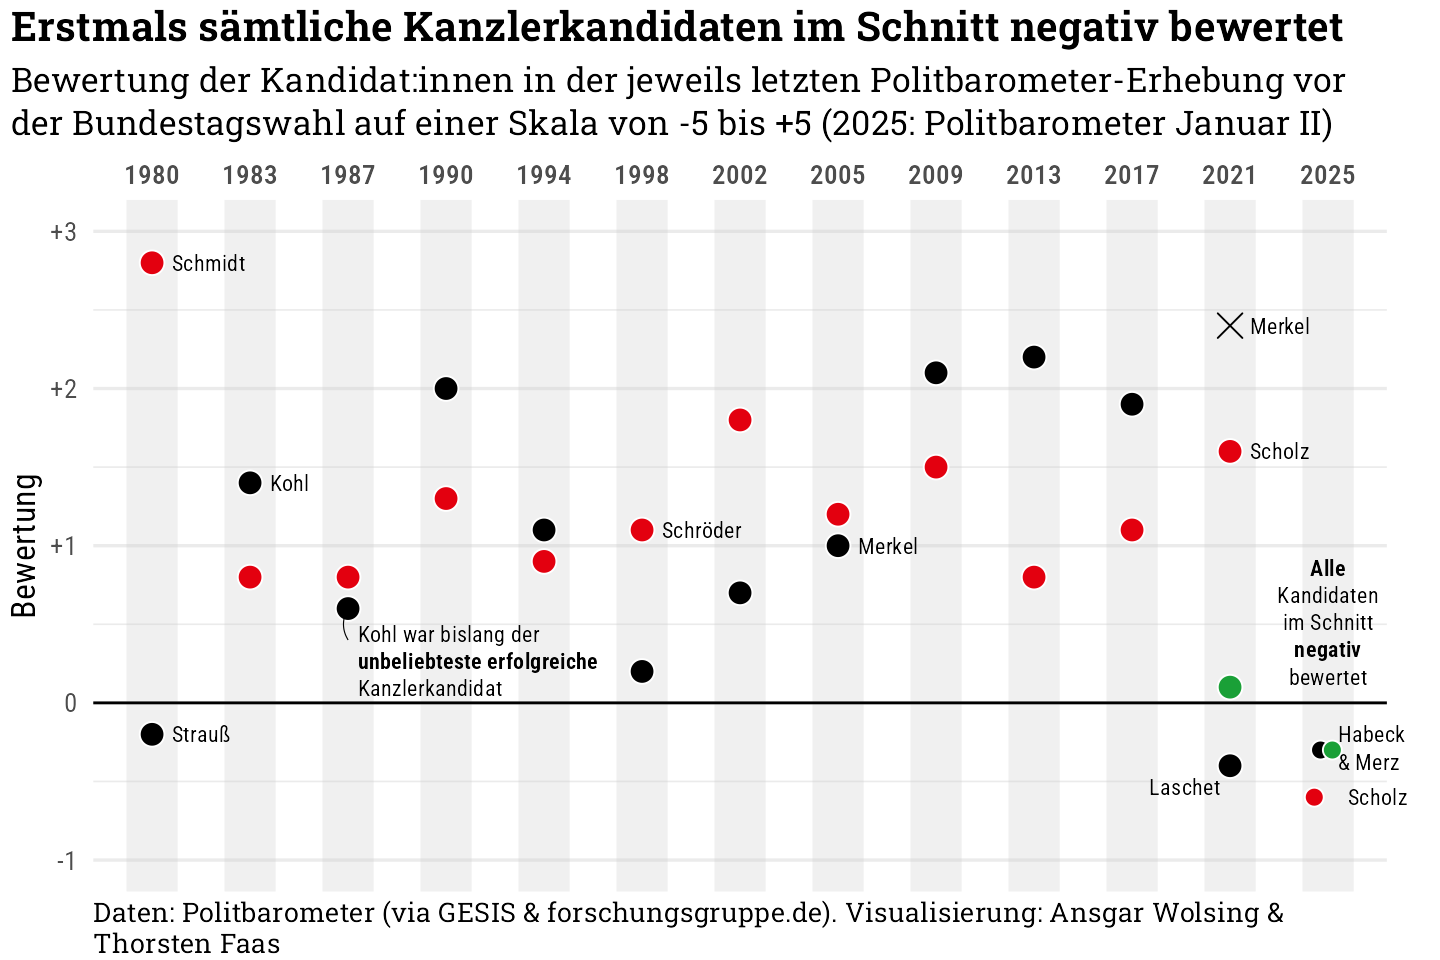 Erstmals sämtliche Kanzlerkandidaten im Schnitt negativ bewertet
Bewertung der Kandidat:innen in der jeweils letzten Politbarometer-Erhebung vor
der Bundestagswahl auf einer Skala von -5 bis +5 (2025: Politbarometer Januar II)
1980 1983 1987 1990 1994 1998 2002 2005 2009 2013 2017 2021 2025
+3
Schmidt
Merkel
+2
Scholz
Kohl
Schröder
+1
Merkel
Bewertung
Alle
Kandidaten
im Schnitt
negativ
bewertet
Kohl war bislang der
unbeliebteste erfolgreiche
Kanzlerkandidat
0
Strauß
Habeck
& Merz
Laschet
Scholz
-1
Daten: Politbarometer (via GESIS & forschungsgruppe.de). Visualisierung: Ansgar Wolsing &
Thorsten Faas